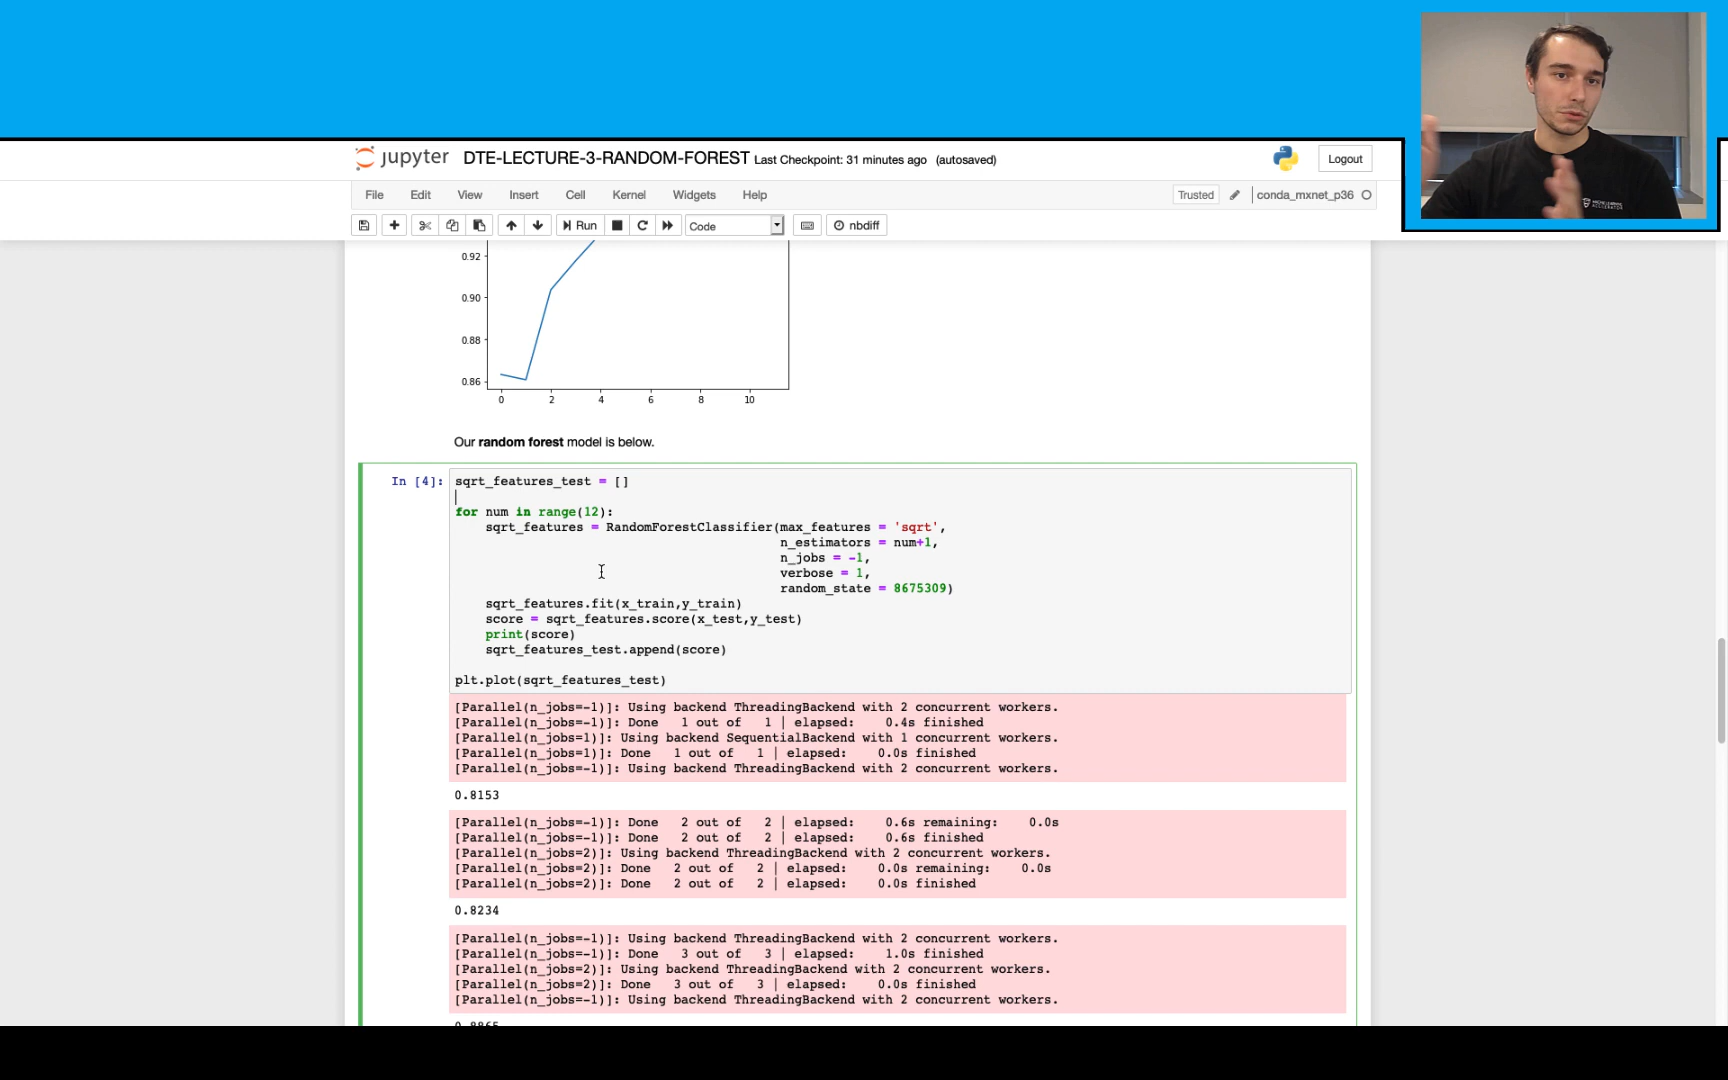 jupyter DTE-LECTURE-3-RANDOM-FOREST Last Checkpoint: 31 minutes ago (autosaved) Logout
File Edit View Insert Cell Kernel Widgets Help Trusted conda_mxnet_p36
Run Code nbdiff
0.92
0.90
0.88
0.86
0 2 4 6 8 10
Our random forest model is below.
In [4]: sqrt_features_test = []
for num in range(12):
sqrt_features = RandomForestClassifier(max_features = 'sqrt',
n_estimators = num+1,
n_jobs = -1,
verbose = 1,
random_state = 8675309)
sqrt_features.fit(x_train,y_train)
score = sqrt_features.score(x_test,y_test)
print(score)
sqrt_features_test.append(score)
plt.plot(sqrt_features_test)
[Parallel(n_jobs=-1)]: Using backend ThreadingBackend with 2 concurrent workers.
[Parallel(n_jobs=-1)]: Done 1 out of 1 | elapsed: 0.4s finished
[Parallel(n_jobs=1)]: Using backend SequentialBackend with 1 concurrent workers.
[Parallel(n_jobs=1)]: Done 1 out of 1 | elapsed: 0.0s finished
[Parallel(n_jobs=-1)]: Using backend ThreadingBackend with 2 concurrent workers.
0.8153
[Parallel(n_jobs=-1)]: Done 2 out of 2 | elapsed: 0.6s remaining: 0.0s
[Parallel(n_jobs=-1)]: Done 2 out of 2 | elapsed: 0.6s finished
[Parallel(n_jobs=2)]: Using backend ThreadingBackend with 2 concurrent workers.
[Parallel(n_jobs=2)]: Done 2 out of 2 | elapsed: 0.0s remaining: 0.0s
[Parallel(n_jobs=2)]: Done 2 out of 2 | elapsed: 0.0s finished
0.8234
[Parallel(n_jobs=-1)]: Using backend ThreadingBackend with 2 concurrent workers.
[Parallel(n_jobs=-1)]: Done 3 out of 3 | elapsed: 1.0s finished
[Parallel(n_jobs=2)]: Using backend ThreadingBackend with 2 concurrent workers.
[Parallel(n_jobs=2)]: Done 3 out of 3 | elapsed: 0.0s finished
[Parallel(n_jobs=-1)]: Using backend ThreadingBackend with 2 concurrent workers.